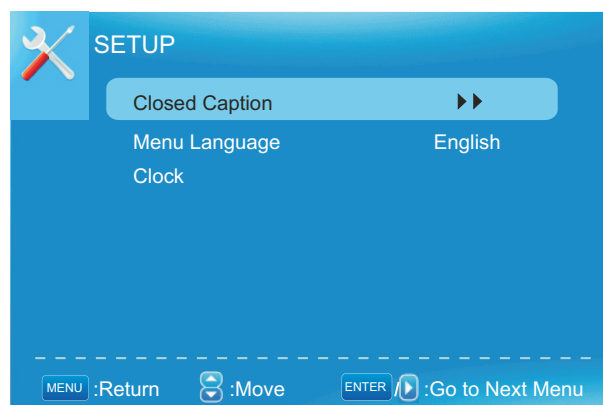 SETUP
Closed Caption
Menu Language English
Clock
MENU :Return :Move ENTER / :Go to Next Menu